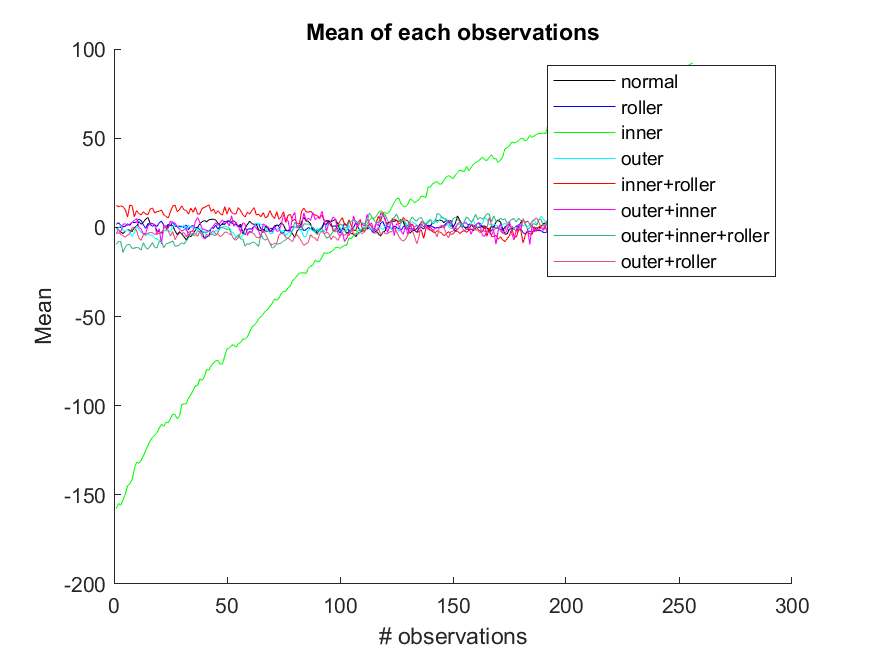 Mean of each observations
100
50
0
-50
-100
-150
-200
Mean
0
50
100
150
200
250
300
# observations
normal
roller
inner
outer
inner+roller
outer+inner
outer+inner+roller
outer+roller